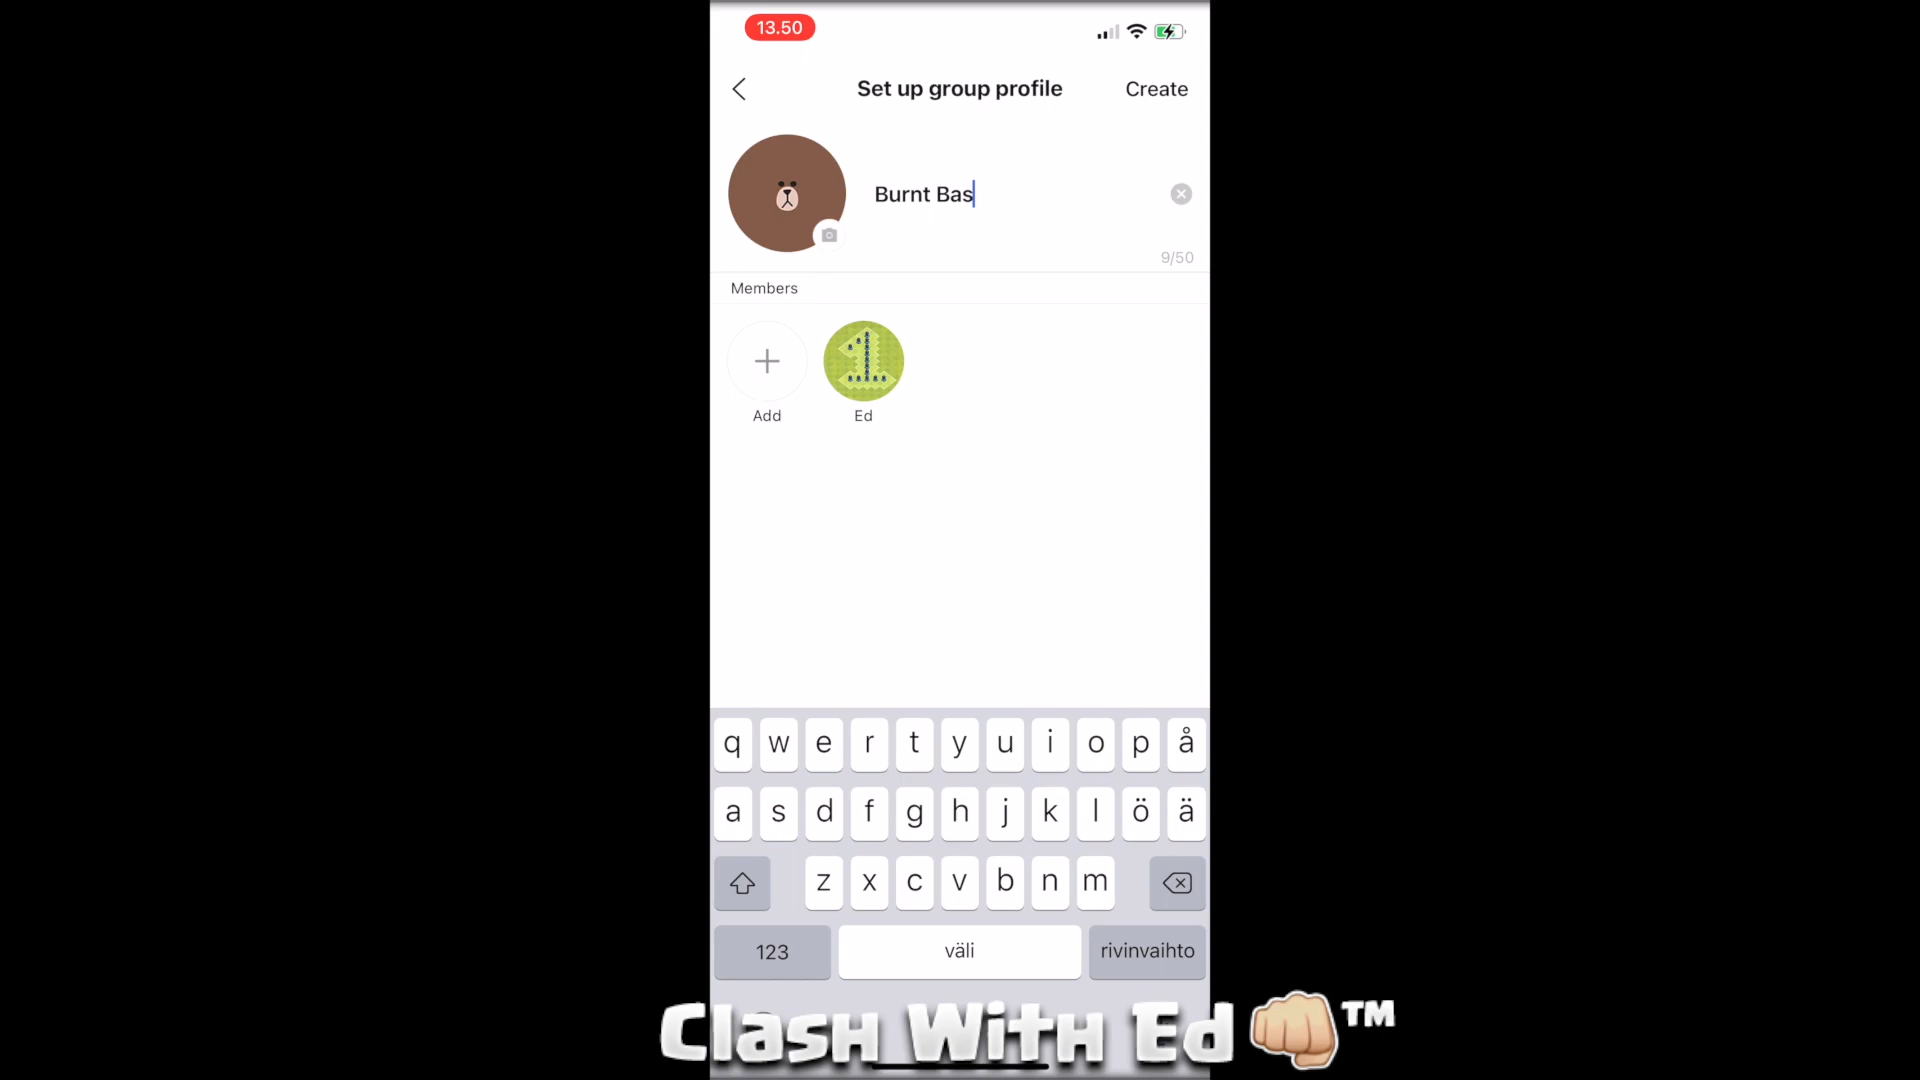 13.50
Set up group profile
Create
Burnt Bas
9/50
Members
Add
Ed
q w e r t y u i o p å
a s d f g h j k l ö ä
z x c v b n m
123
väli
rivinvaihto
Clash With Ed 👊🏼™